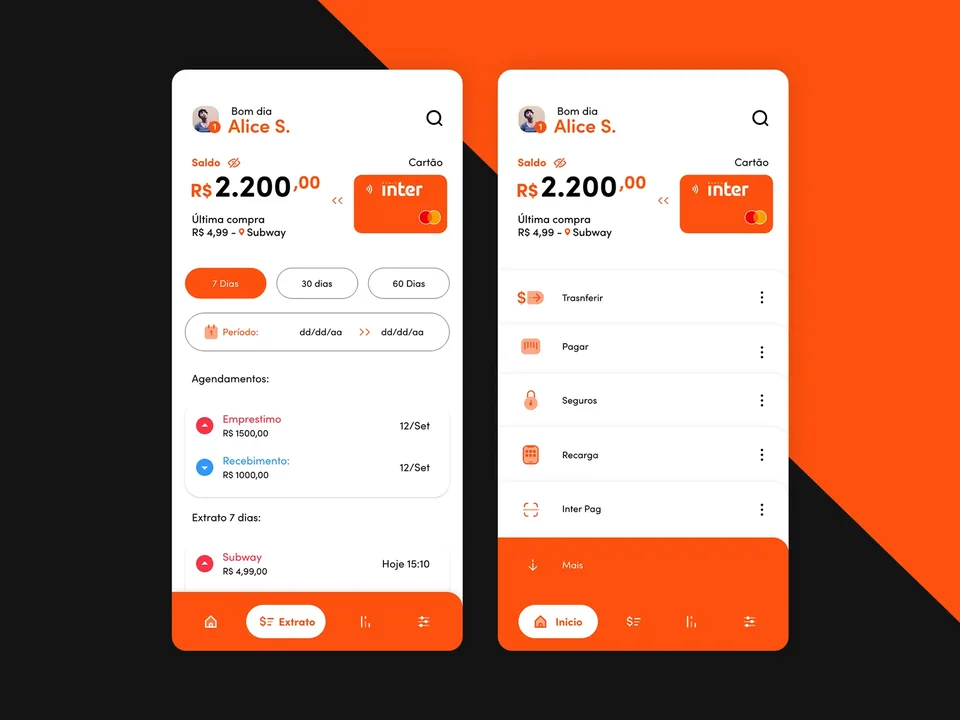 Bom dia
Alice S.
1
Saldo
Cartão
R$ 2.200,00
<<
inter
Última compra
R$ 4,99 - Subway
7 Dias
30 dias
60 Dias
1
Período:
dd/dd/aa
>>
dd/dd/aa
Agendamentos:
Emprestimo
R$ 1500,00
12/Set
Recebimento:
R$ 1000,00
12/Set
Extrato 7 dias:
Subway
R$ 4,99,00
Hoje 15:10
$ Extrato
Bom dia
Alice S.
1
Saldo
Cartão
R$ 2.200,00
<<
inter
Última compra
R$ 4,99 - Subway
$
Trasnferir
Pagar
Seguros
Recarga
Inter Pag
Mais
Inicio
$